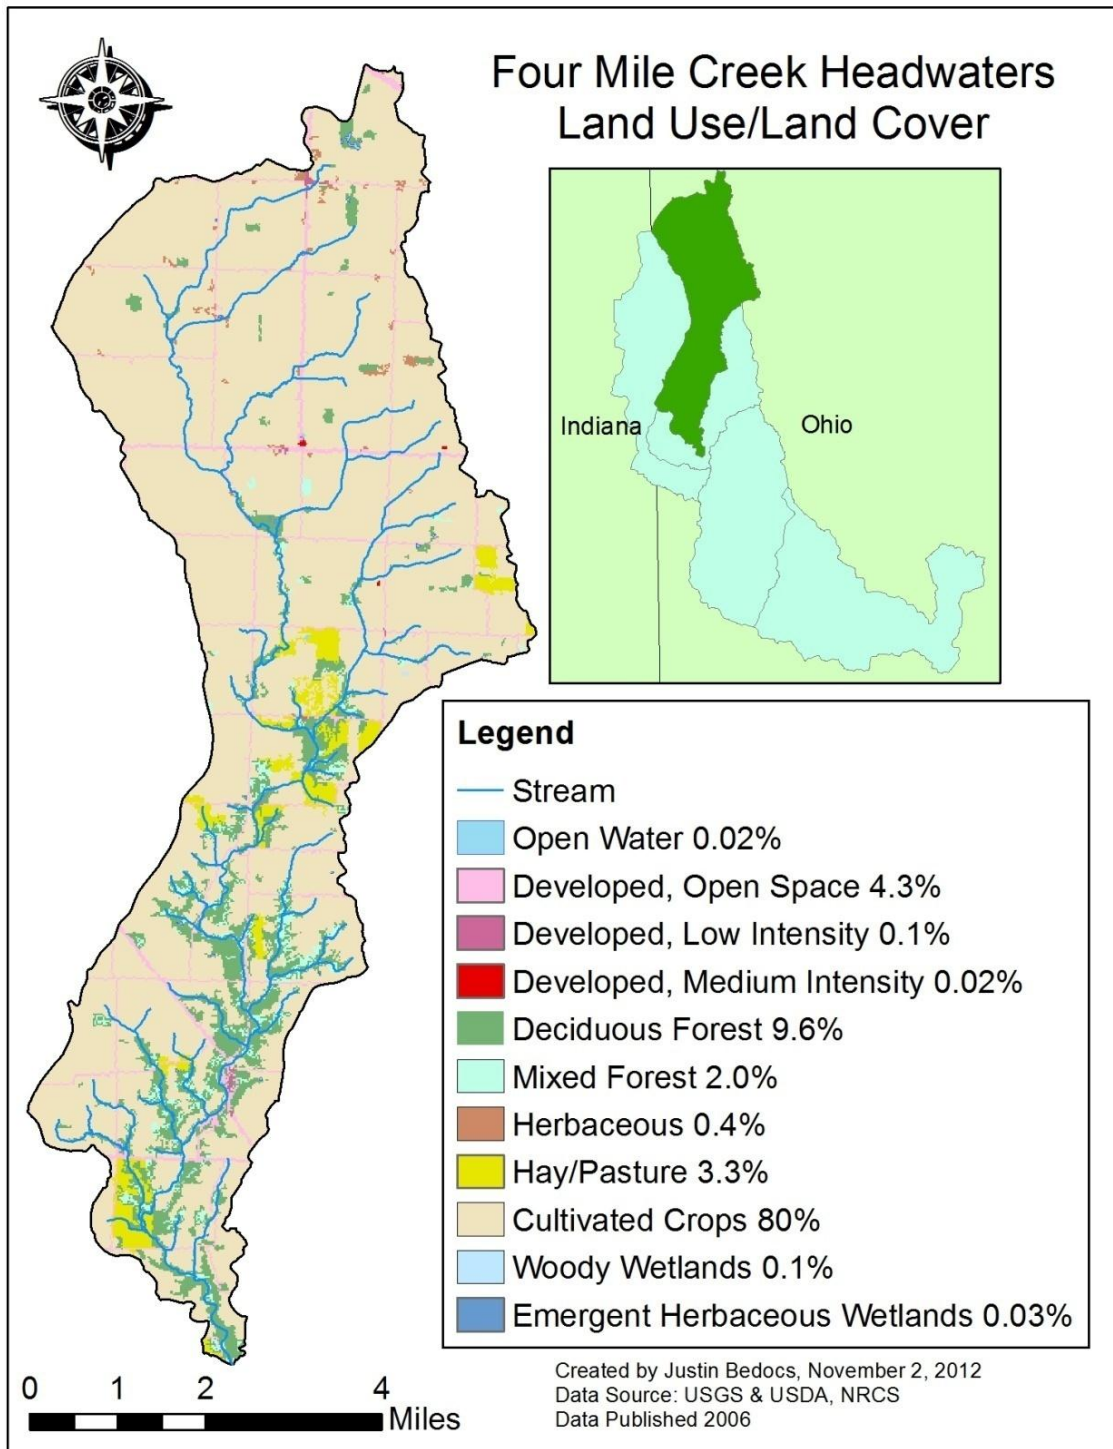 Four Mile Creek Headwaters
Land Use/Land Cover
Indiana
Ohio
Legend
Stream
Open Water 0.02%
Developed, Open Space 4.3%
Developed, Low Intensity 0.1%
Developed, Medium Intensity 0.02%
Deciduous Forest 9.6%
Mixed Forest 2.0%
Herbaceous 0.4%
Hay/Pasture 3.3%
Cultivated Crops 80%
Woody Wetlands 0.1%
Emergent Herbaceous Wetlands 0.03%
0 1 2 4
Miles
Created by Justin Bedocs, November 2, 2012
Data Source: USGS & USDA, NRCS
Data Published 2006